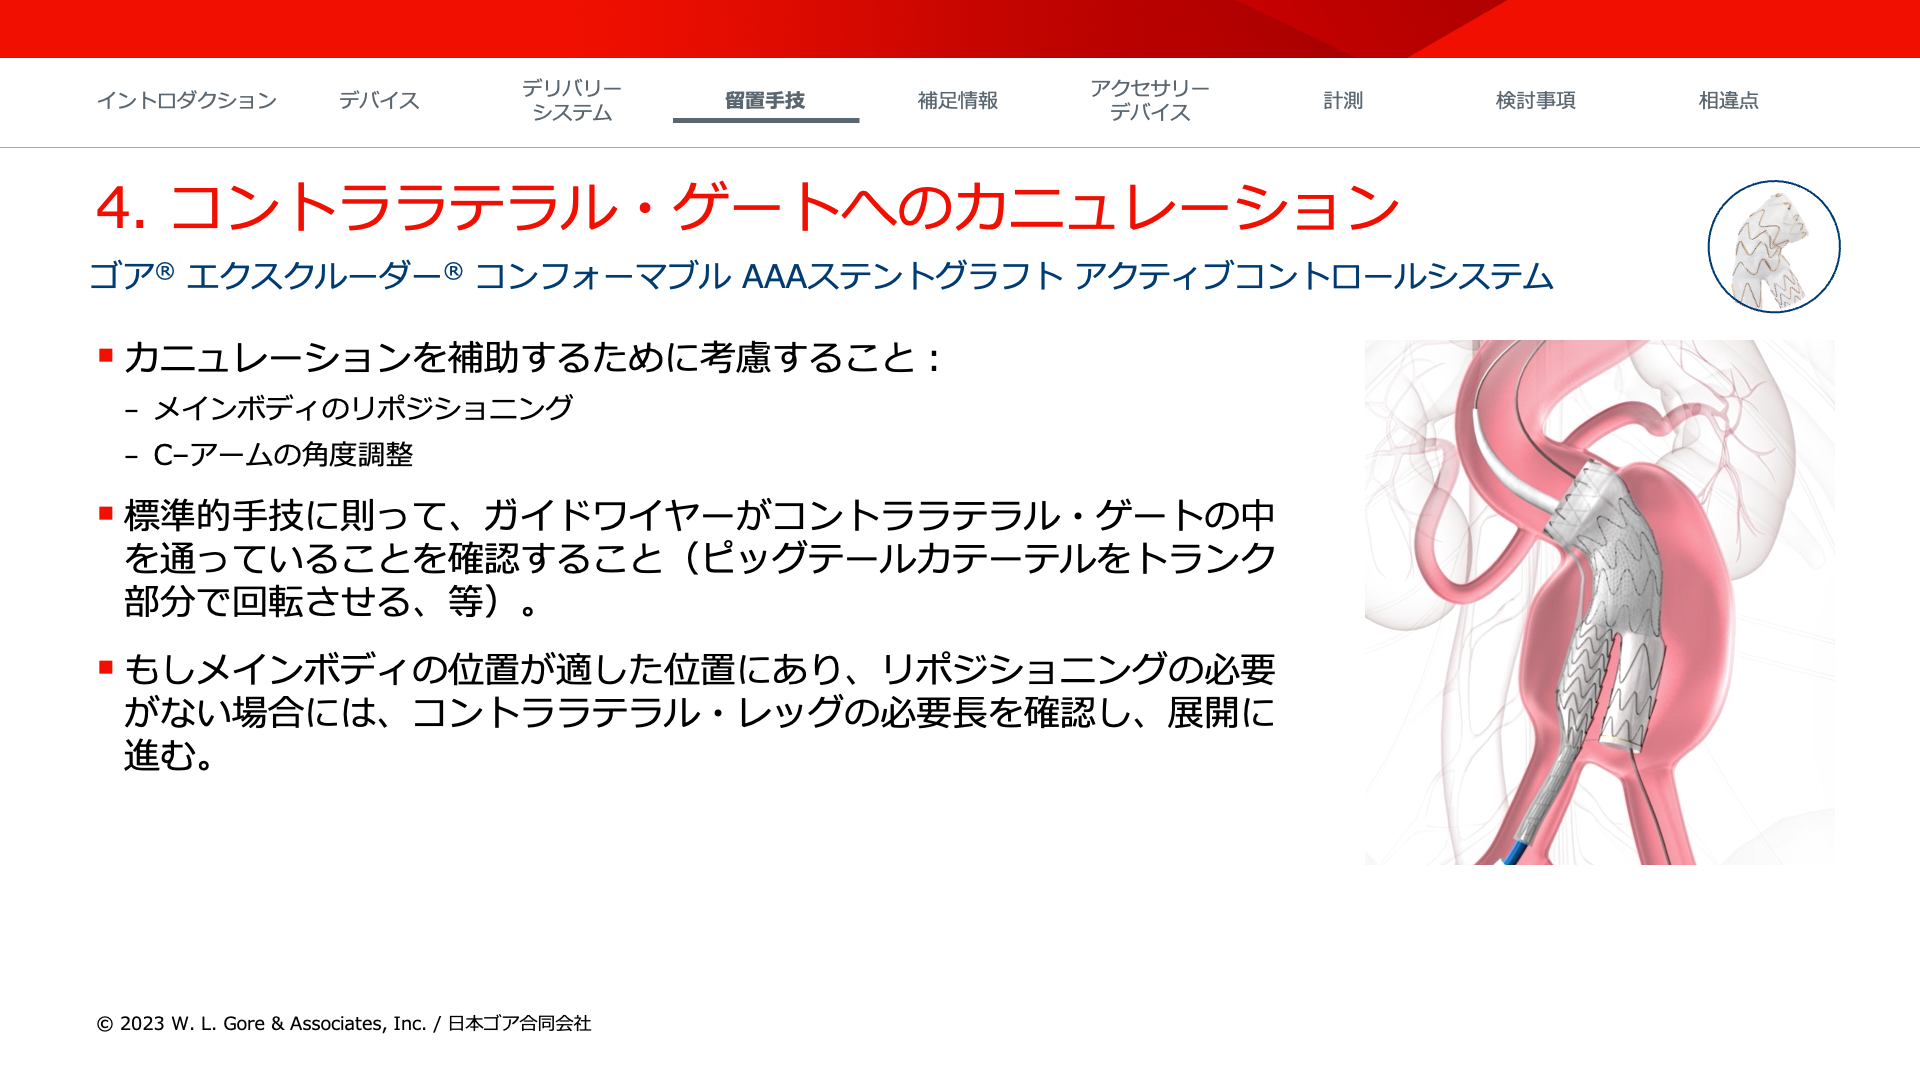 イントロダクション
デバイス
デリバリー
システム
留置手技
補足情報
アクセサリー
デバイス
計測
検討事項
相違点
4. コントララテラル・ゲートへのカニュレーション
ゴア® エクスクルーダー® コンフォーマブル AAAステントグラフト アクティブコントロールシステム
■ カニュレーションを補助するために考慮すること：
– メインボディのリポジショニング
– C–アームの角度調整
■ 標準的手技に則って、ガイドワイヤーがコントララテラル・ゲートの中
を通っていることを確認すること（ピッグテールカテーテルをトランク
部分で回転させる、等）。
■ もしメインボディの位置が適した位置にあり、リポジショニングの必要
がない場合には、コントララテラル・レッグの必要長を確認し、展開に
進む。
© 2023 W. L. Gore & Associates, Inc. / 日本ゴア合同会社